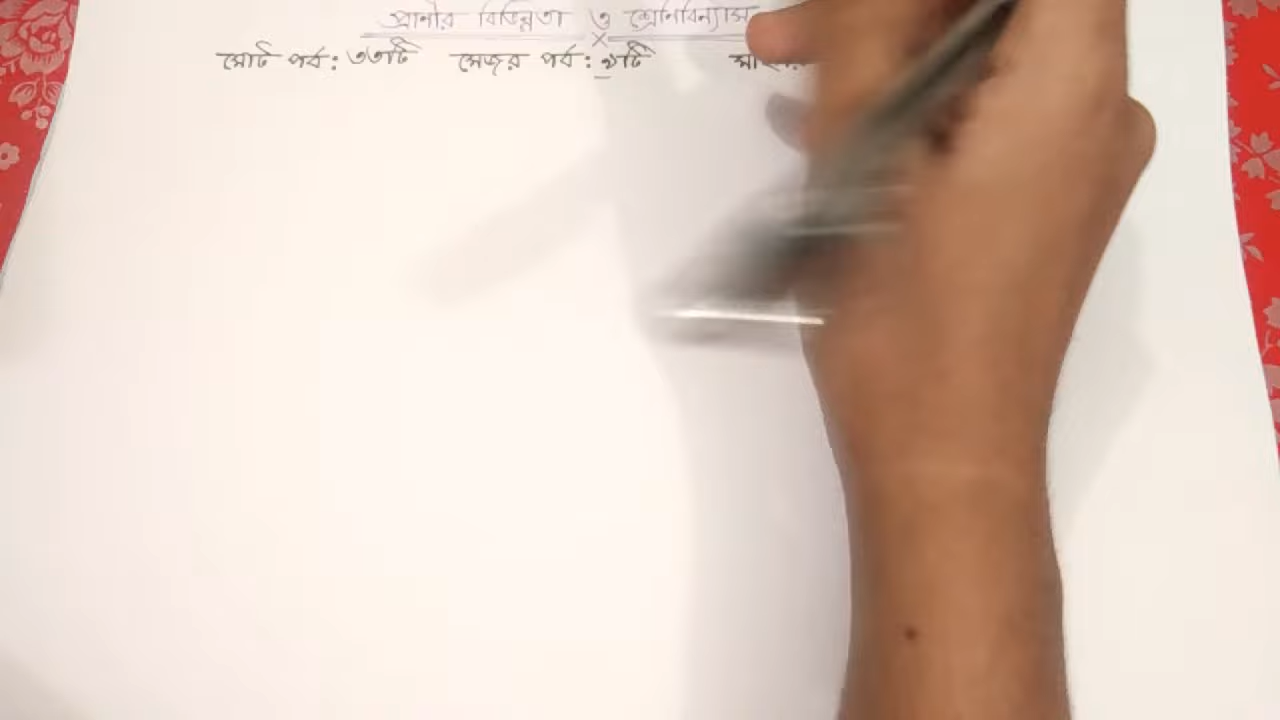 প্রাণীর বিভিন্নতা ও শ্রেণিবিন্যাস
মোট পর্ব : ৩৩টি মেজর পর্ব : ৯টি